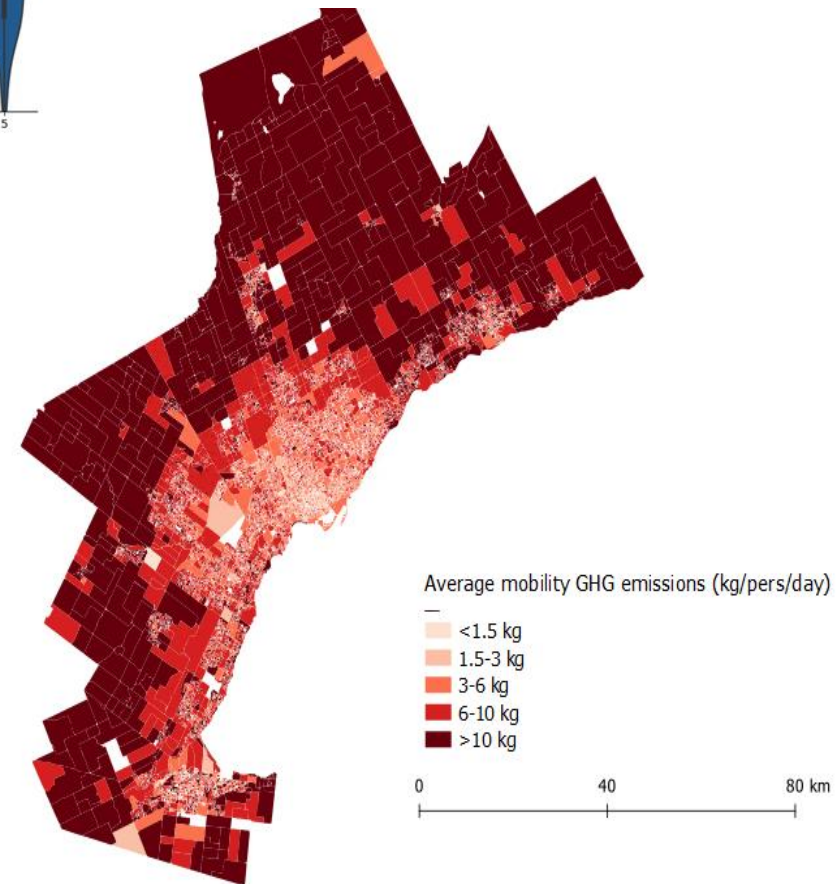 5
Average mobility GHG emissions (kg/pers/day)
<1.5 kg
1.5-3 kg
3-6 kg
6-10 kg
>10 kg
0 40 80 km